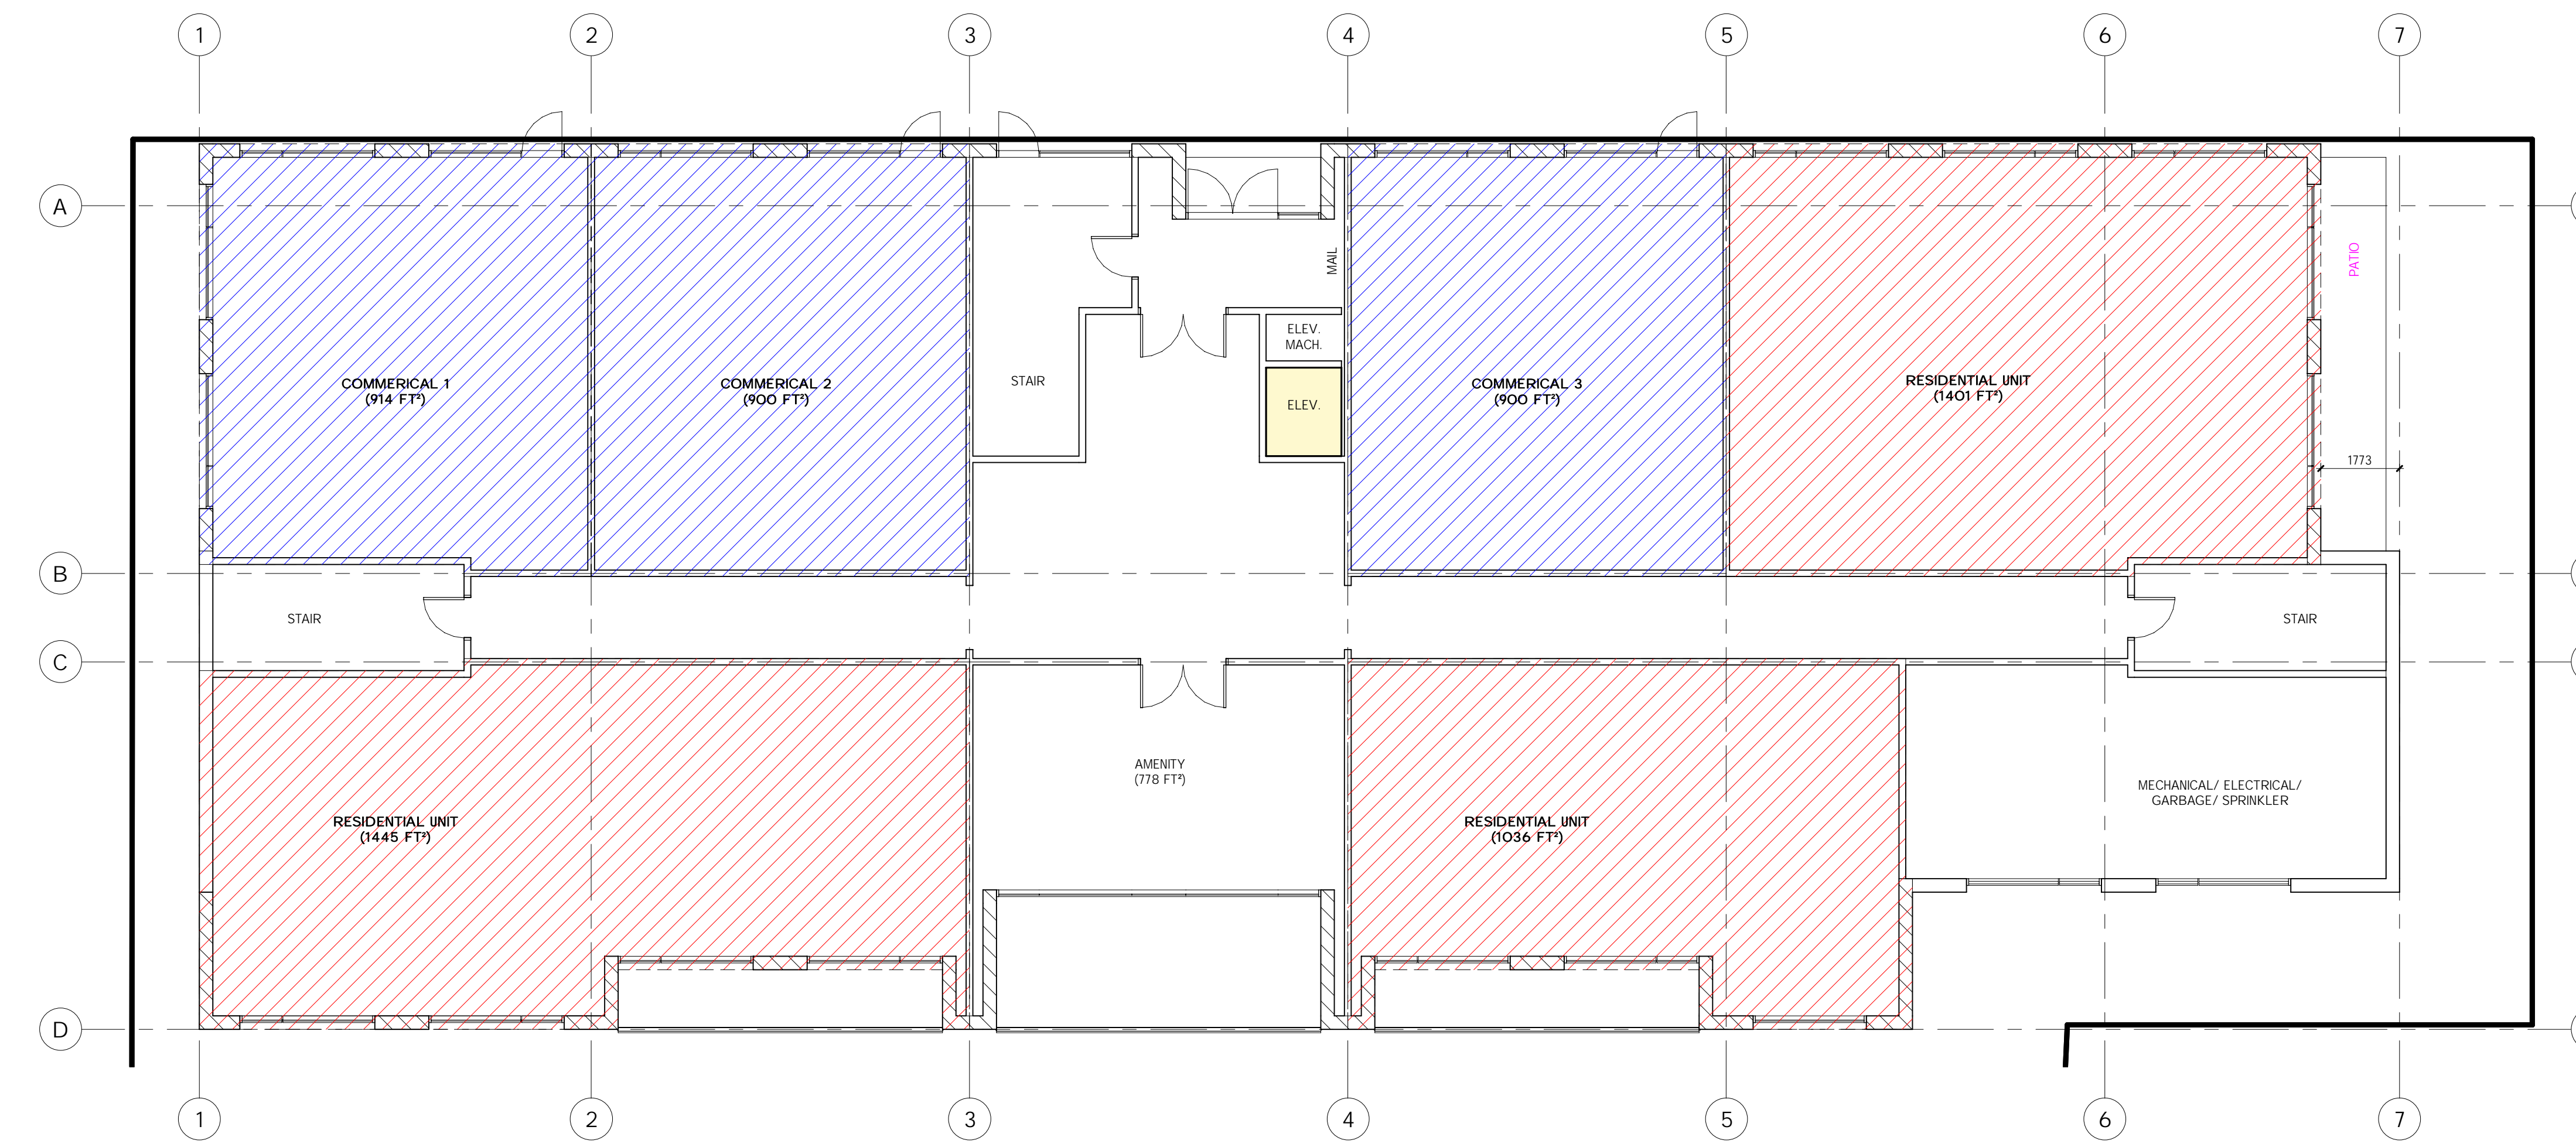 1 2 3 4 5 6 7
A
MAIL
PATIO
ELEV.
MACH.
STAIR
COMMERICAL 1
(914 FT²)
COMMERICAL 2
(900 FT²)
ELEV.
COMMERICAL 3
(900 FT²)
RESIDENTIAL UNIT
(1401 FT²)
1773
B
STAIR
STAIR
C
AMENITY
(778 FT²)
MECHANICAL/ ELECTRICAL/
GARBAGE/ SPRINKLER
RESIDENTIAL UNIT
(1445 FT²)
RESIDENTIAL UNIT
(1036 FT²)
D
1 2 3 4 5 6 7